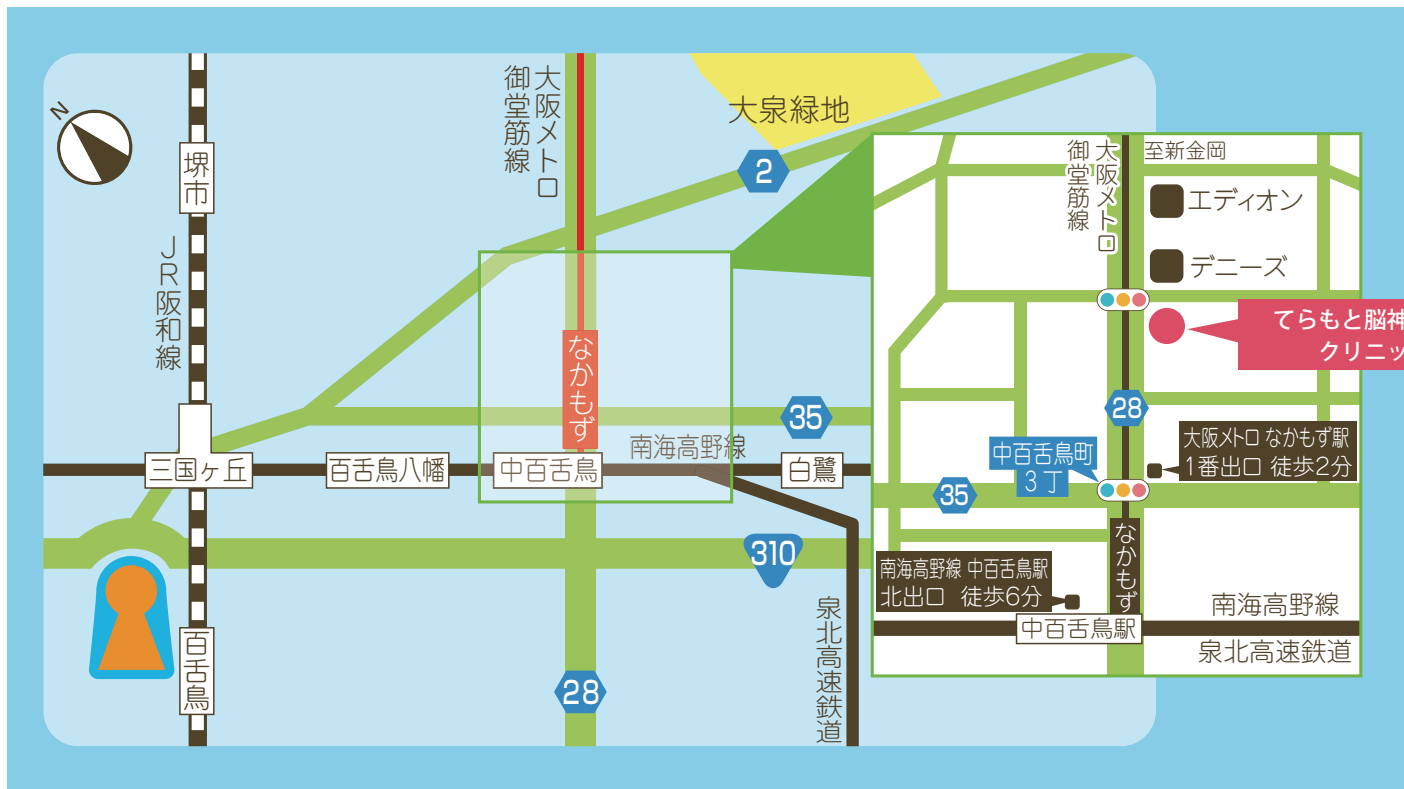 N
堺市
JR阪和線
大阪メトロ
御堂筋線
大泉緑地
2
なかもず
35
南海高野線
三国ヶ丘
百舌鳥八幡
中百舌鳥
白鷺
310
百舌鳥
28
泉北高速鉄道
大阪メトロ
御堂筋線
至新金岡
エディオン
デニーズ
てらもと脳神
クリニッ
28
中百舌鳥町
3丁
大阪メトロ なかもず駅
1番出口 徒歩2分
35
なかもず
南海高野線 中百舌鳥駅
北出口 徒歩6分
南海高野線
中百舌鳥駅
泉北高速鉄道